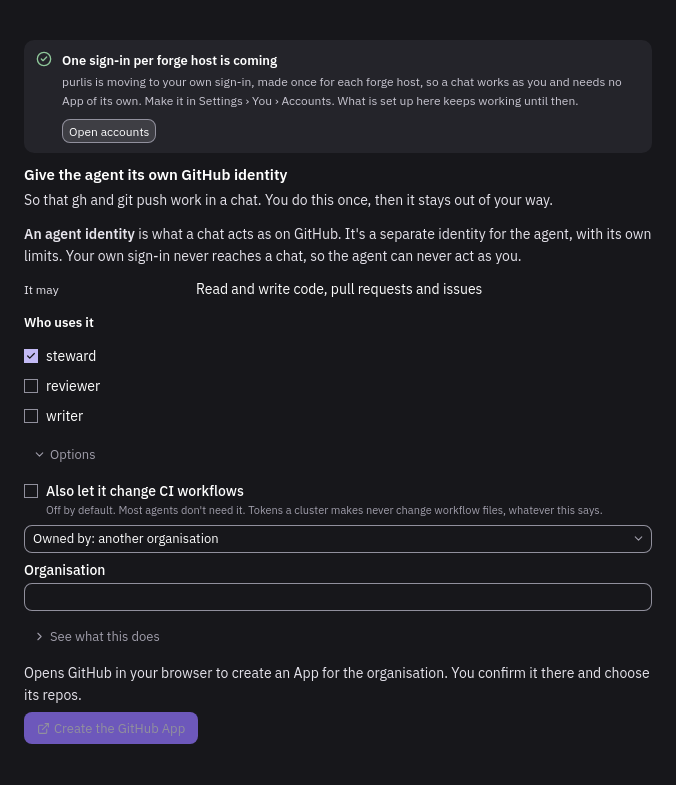 One sign-in per forge host is coming
purlis is moving to your own sign-in, made once for each forge host, so a chat works as you and needs no
App of its own. Make it in Settings › You › Accounts. What is set up here keeps working until then.
Open accounts
Give the agent its own GitHub identity
So that gh and git push work in a chat. You do this once, then it stays out of your way.
An agent identity is what a chat acts as on GitHub. It's a separate identity for the agent, with its own
limits. Your own sign-in never reaches a chat, so the agent can never act as you.
It may Read and write code, pull requests and issues
Who uses it
steward
reviewer
writer
Options
Also let it change CI workflows
Off by default. Most agents don't need it. Tokens a cluster makes never change workflow files, whatever this says.
Owned by: another organisation
Organisation
See what this does
Opens GitHub in your browser to create an App for the organisation. You confirm it there and choose
its repos.
Create the GitHub App